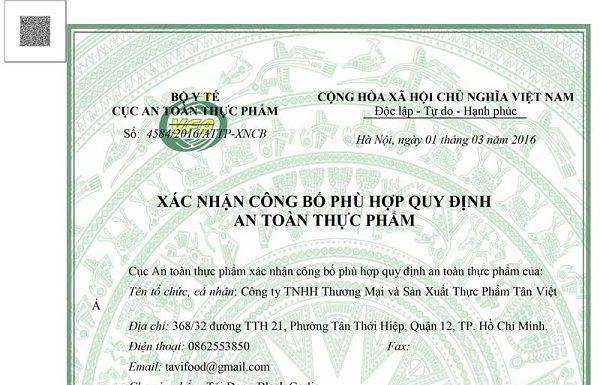 BỘ Y TẾ
CỤC AN TOÀN THỰC PHẨM
Số: 4584/2016/ATTP-XNCB
CỘNG HÒA XÃ HỘI CHỦ NGHĨA VIỆT NAM
Độc lập - Tự do - Hạnh phúc
Hà Nội, ngày 01 tháng 03 năm 2016
VFA
XÁC NHẬN CÔNG BỐ PHÙ HỢP QUY ĐỊNH
AN TOÀN THỰC PHẨM
Cục An toàn thực phẩm xác nhận công bố phù hợp quy định an toàn thực phẩm của:
Tên tổ chức, cá nhân: Công ty TNHH Thương Mại và Sản Xuất Thực Phẩm Tân Việt
Á
Địa chỉ: 368/32 đường TTH 21, Phường Tân Thới Hiệp, Quận 12, TP. Hồ Chí Minh.
Điện thoại: 0862553850 Fax:
Email: tavifood@gmail.com